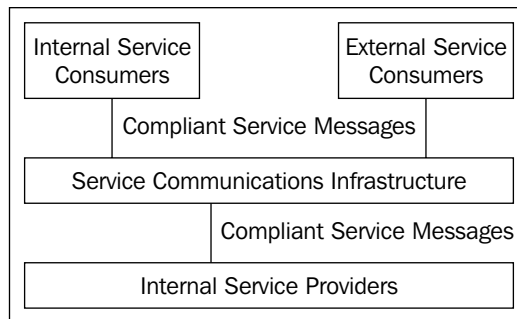 Internal Service
Consumers
External Service
Consumers
Compliant Service Messages
Service Communications Infrastructure
Compliant Service Messages
Internal Service Providers